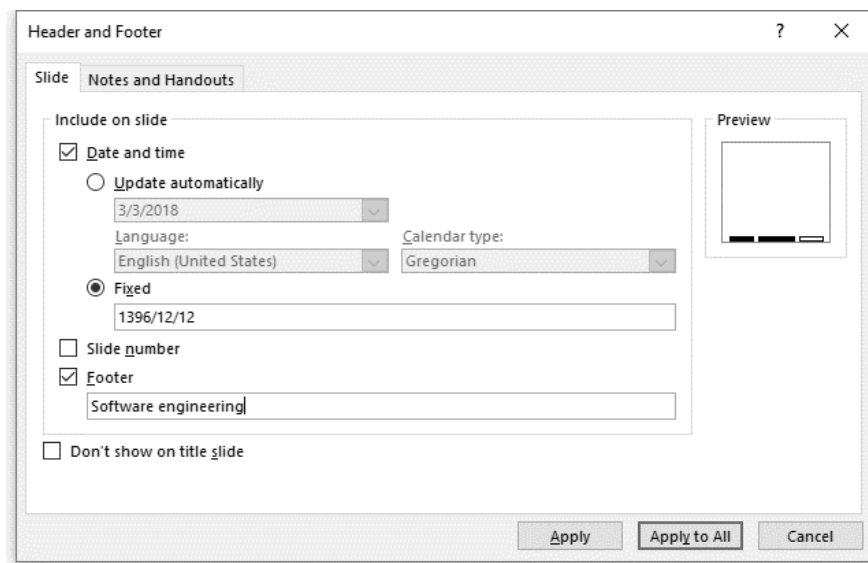 Header and Footer ? ×
Slide Notes and Handouts
Include on slide
Preview
Date and time
Update automatically
3/3/2018
Language: Calendar type:
English (United States) Gregorian
Fixed
1396/12/12
Slide number
Footer
Software engineering
Don't show on title slide
Apply Apply to All Cancel